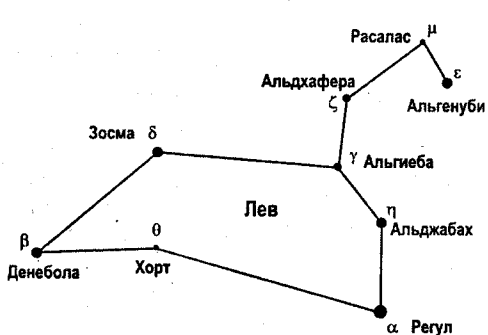 μ
Расалас
ε
Альдхафера
ζ
Альгенуби
Зосма δ
γ Альгиеба
Лев
η
Альджабах
β
θ
Денебола
Хорт
α Регул